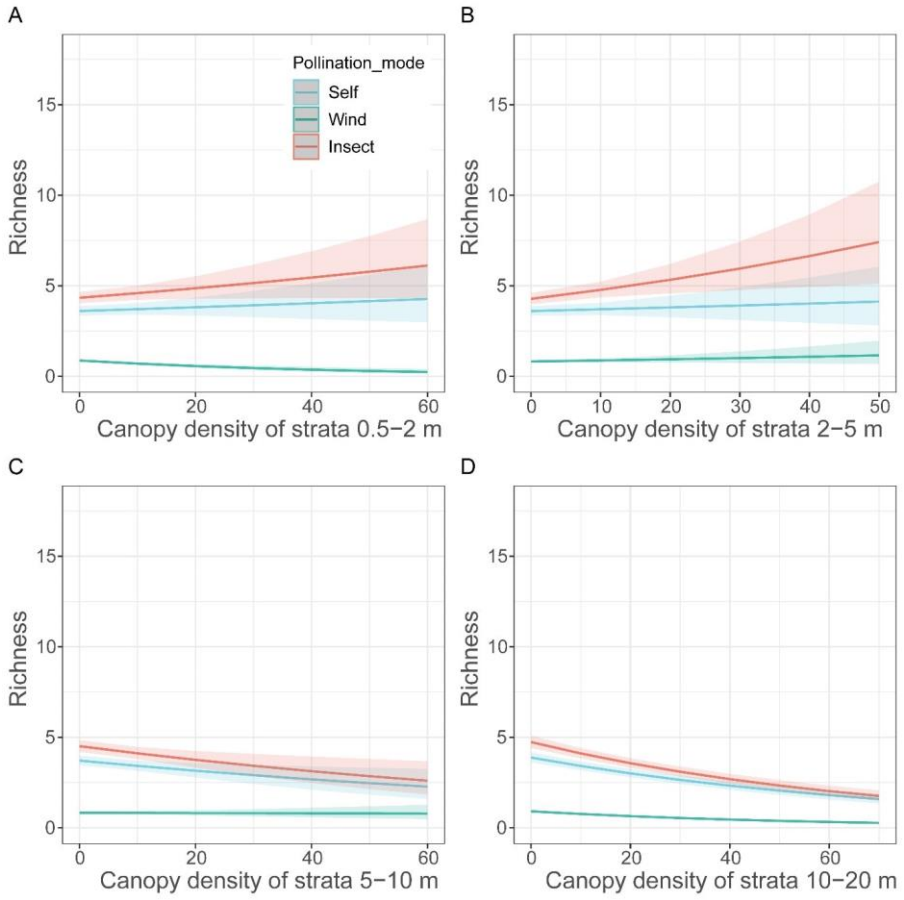 A
Pollination_mode
Self
Wind
Insect
Richness
15
10
5
0
0 20 40 60
Canopy density of strata 0.5−2 m
B
Richness
15
10
5
0
0 10 20 30 40 50
Canopy density of strata 2−5 m
C
Richness
15
10
5
0
0 20 40 60
Canopy density of strata 5−10 m
D
Richness
15
10
5
0
0 20 40 60
Canopy density of strata 10−20 m